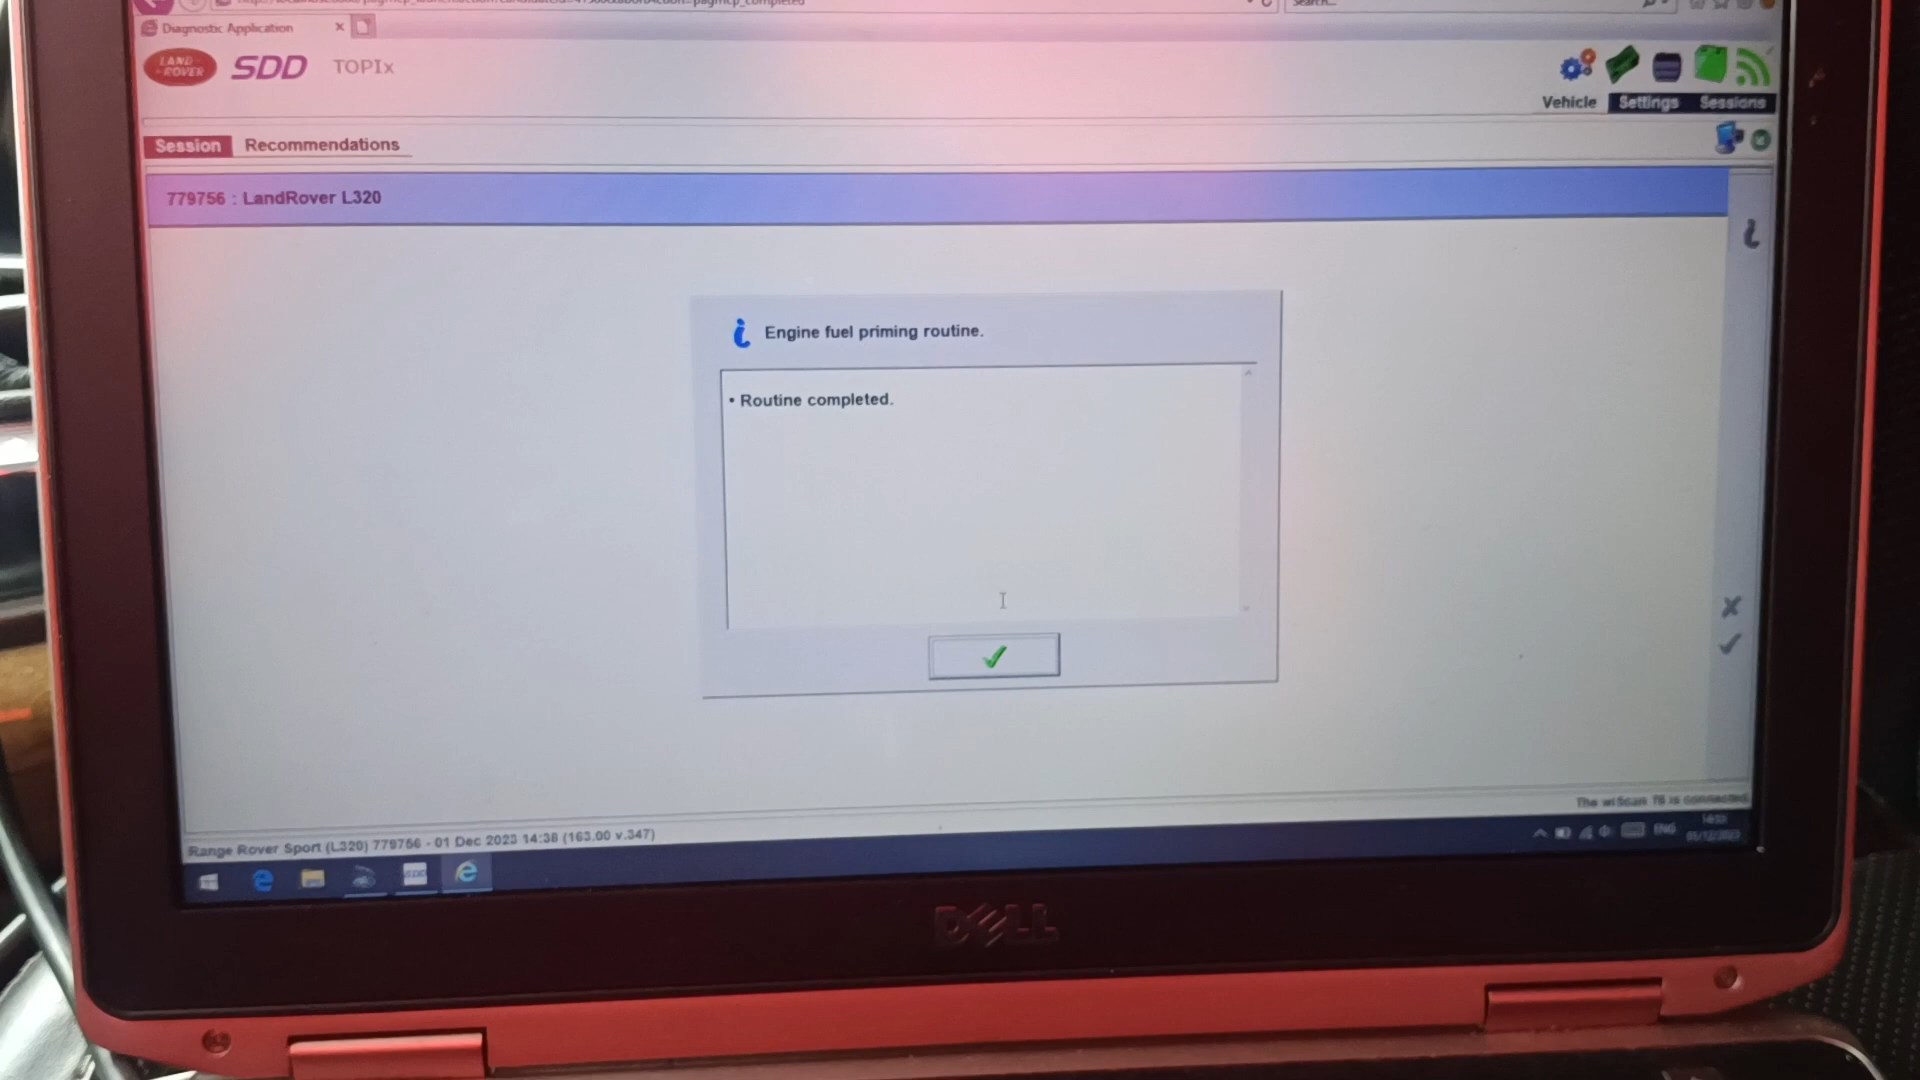 Diagnostic Application
LAND ROVER
SDD
TOPIx
Vehicle
Settings
Sessions
Session
Recommendations
779756 : LandRover L320
Engine fuel priming routine.
• Routine completed.
Range Rover Sport (L320) 779756 - 01 Dec 2023 14:38 (163.00 v.347)
ENG
DELL